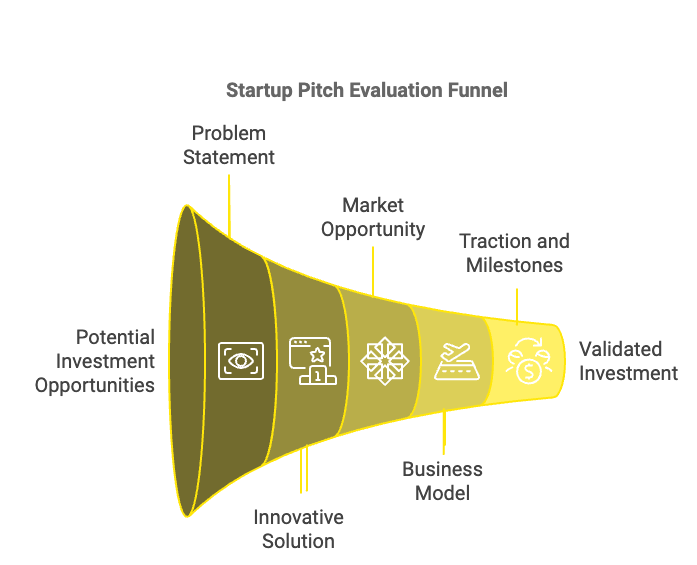 Startup Pitch Evaluation Funnel
Problem
Statement
Market
Opportunity
Traction and
Milestones
Potential
Investment
Opportunities
1
$
Validated
Investment
Business
Model
Innovative
Solution